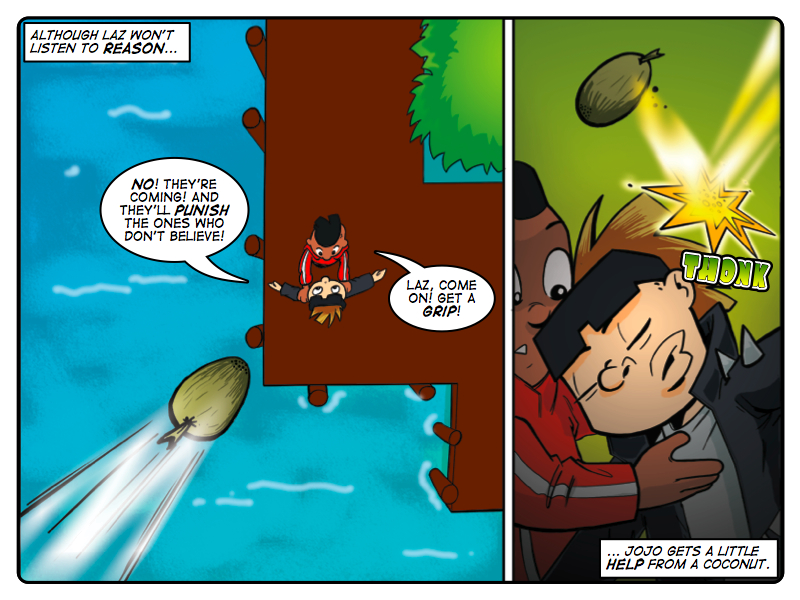 ALTHOUGH LAZ WON'T
LISTEN TO REASON...
NO! THEY'RE
COMING! AND
THEY'LL PUNISH
THE ONES WHO
DON'T BELIEVE!
LAZ, COME
ON! GET A
GRIP!
THONK
... JOJO GETS A LITTLE
HELP FROM A COCONUT.